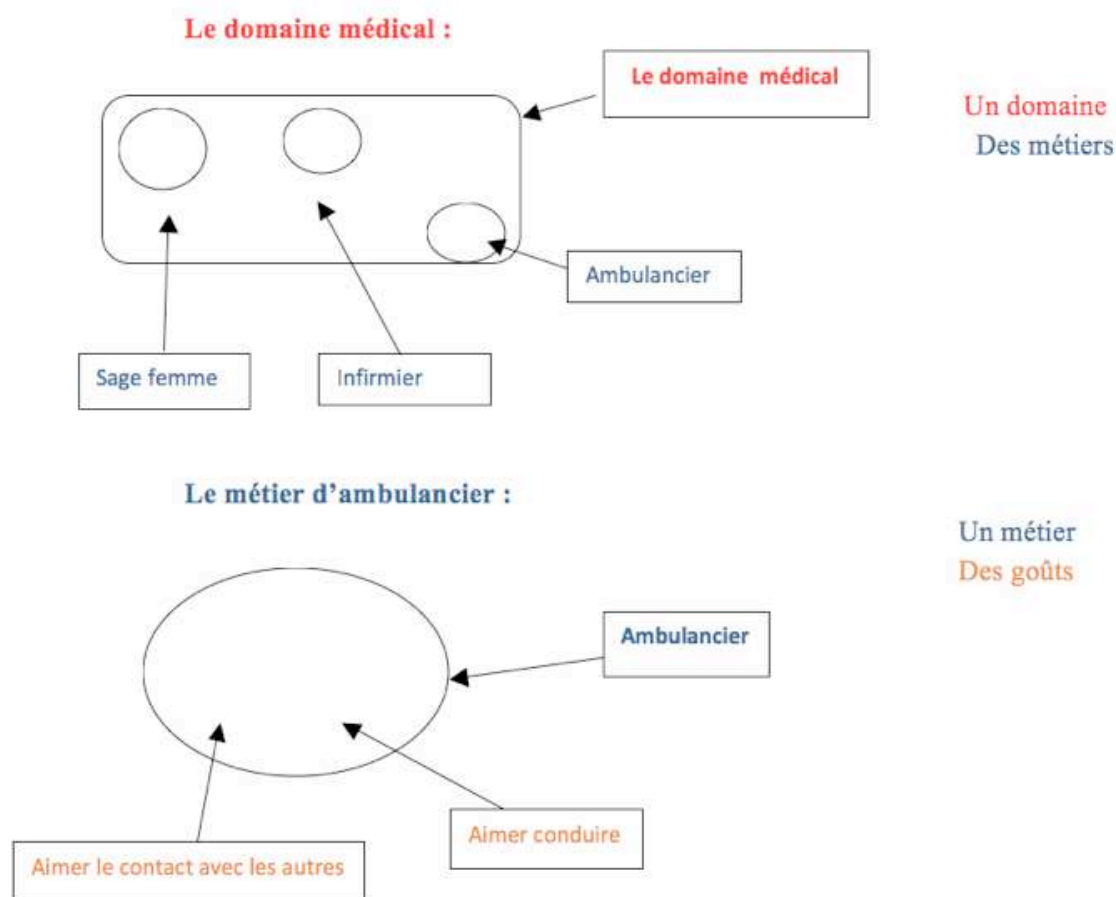 Le domaine médical :
Le domaine médical
Un domaine
Des métiers
Ambulancier
Sage femme
Infirmier
Le métier d’ambulancier :
Un métier
Des goûts
Ambulancier
Aimer conduire
Aimer le contact avec les autres